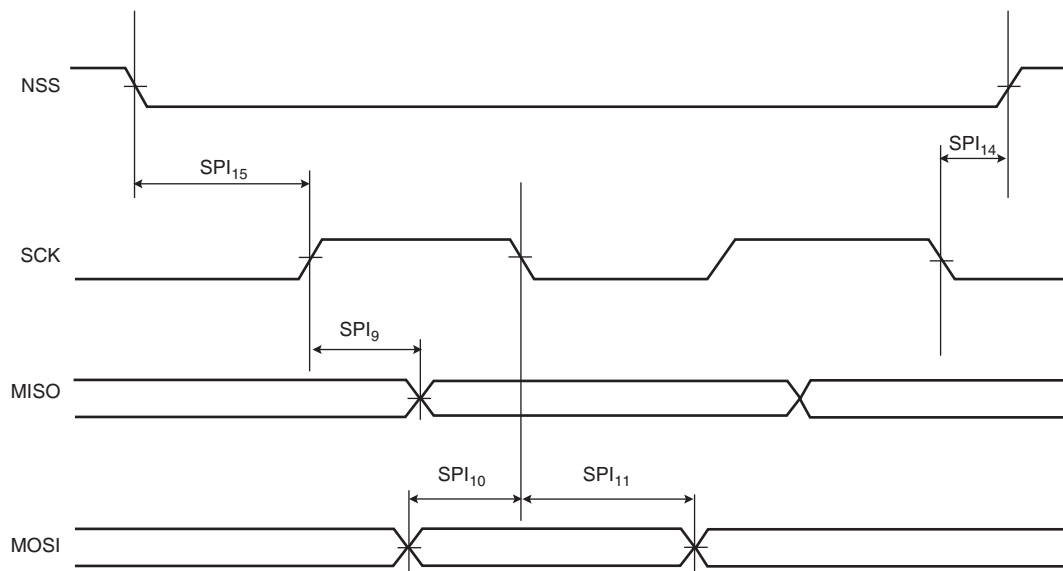 NSS
SPI₁₄
SPI₁₅
SCK
SPI₉
MISO
SPI₁₀ SPI₁₁
MOSI